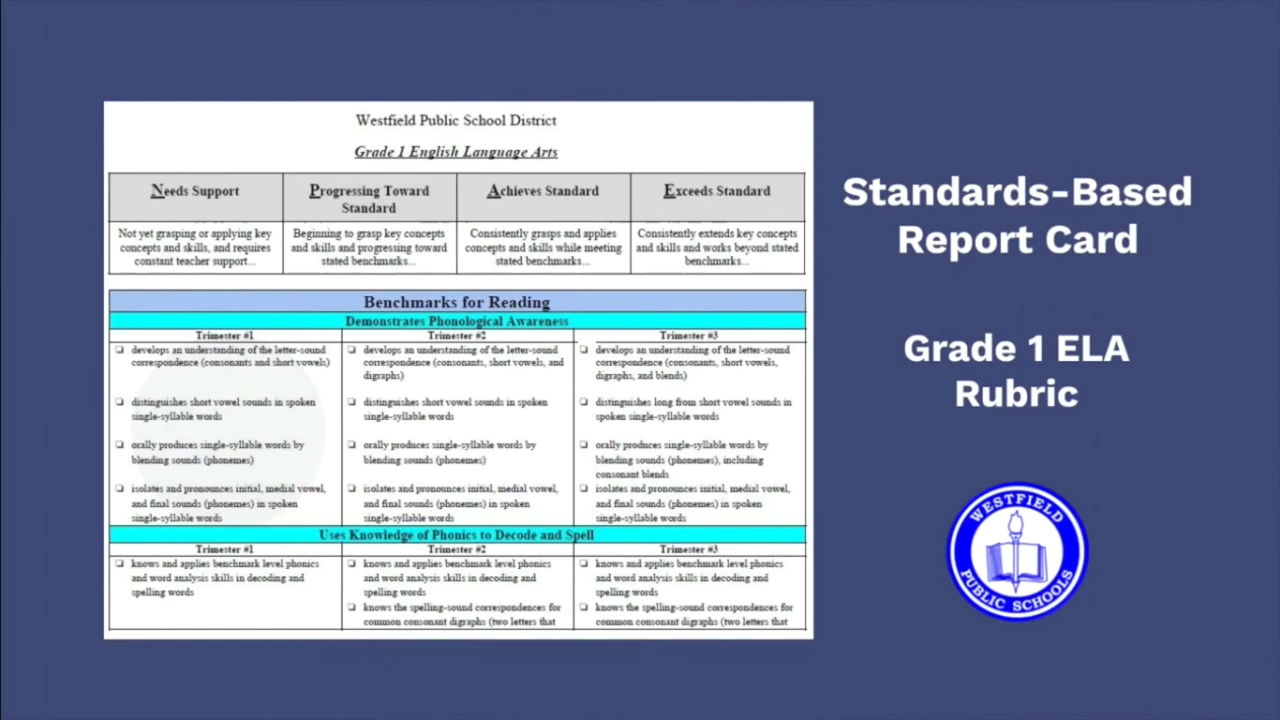 Westfield Public School District
Grade 1 English Language Arts
Needs Support
Progressing Toward
Standard
Achieves Standard
Exceeds Standard
Not yet grasping or applying key
concepts and skills, and requires
constant teacher support...
Beginning to grasp key concepts
and skills and progressing toward
stated benchmarks...
Consistently grasps and applies
concepts and skills while meeting
stated benchmarks...
Consistently extends key concepts
and skills and works beyond stated
benchmarks...
Benchmarks for Reading
Demonstrates Phonological Awareness
Trimester #1
Trimester #2
Trimester #3
❏ develops an understanding of the letter-sound
correspondence (consonants and short vowels)
❏ distinguishes short vowel sounds in spoken
single-syllable words
❏ orally produces single-syllable words by
blending sounds (phonemes)
❏ isolates and pronounces initial, medial vowel,
and final sounds (phonemes) in spoken
single-syllable words
❏ develops an understanding of the letter-sound
correspondence (consonants, short vowels, and
digraphs)
❏ distinguishes short vowel sounds in spoken
single-syllable words
❏ orally produces single-syllable words by
blending sounds (phonemes)
❏ isolates and pronounces initial, medial vowel,
and final sounds (phonemes) in spoken
single-syllable words
❏ develops an understanding of the letter-sound
correspondence (consonants, short vowels,
digraphs, and blends)
❏ distinguishes long from short vowel sounds in
spoken single-syllable words
❏ orally produces single-syllable words by
blending sounds (phonemes), including
consonant blends
❏ isolates and pronounces initial, medial vowel,
and final sounds (phonemes) in spoken
single-syllable words
Uses Knowledge of Phonics to Decode and Spell
Trimester #1
Trimester #2
Trimester #3
❏ knows and applies benchmark level phonics
and word analysis skills in decoding and
spelling words
❏ knows and applies benchmark level phonics
and word analysis skills in decoding and
spelling words
❏ knows the spelling-sound correspondences for
common consonant digraphs (two letters that
❏ knows and applies benchmark level phonics
and word analysis skills in decoding and
spelling words
❏ knows the spelling-sound correspondences for
common consonant digraphs (two letters that
Standards-Based
Report Card
Grade 1 ELA
Rubric
WESTFIELD
PUBLIC SCHOOLS